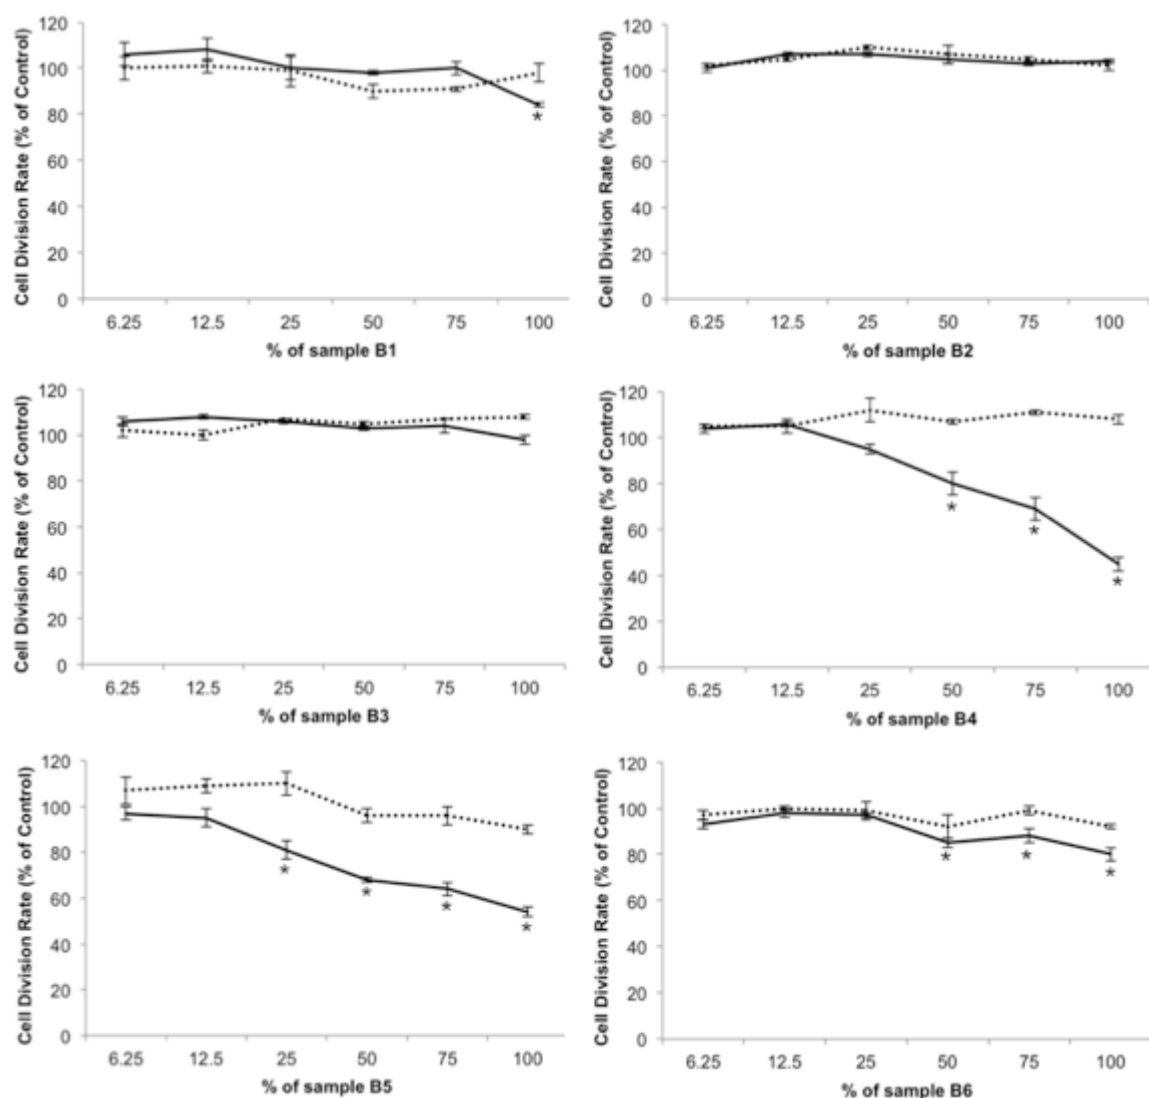 120
100
80
60
40
20
0
Cell Division Rate (% of Control)
*
6.25 12.5 25 50 75 100
% of sample B1
120
100
80
60
40
20
0
Cell Division Rate (% of Control)
6.25 12.5 25 50 75 100
% of sample B2
120
100
80
60
40
20
0
Cell Division Rate (% of Control)
6.25 12.5 25 50 75 100
% of sample B3
120
100
80
60
40
20
0
Cell Division Rate (% of Control)
* * *
6.25 12.5 25 50 75 100
% of sample B4
120
100
80
60
40
20
0
Cell Division Rate (% of Control)
* * * *
6.25 12.5 25 50 75 100
% of sample B5
120
100
80
60
40
20
0
Cell Division Rate (% of Control)
* * *
6.25 12.5 25 50 75 100
% of sample B6